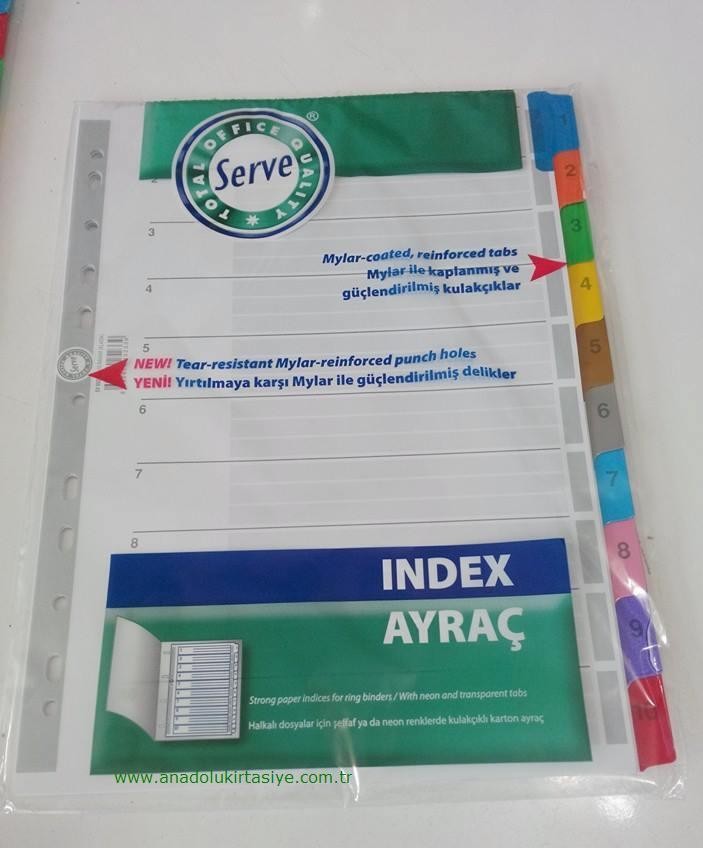 TOTAL OFFICE QUALITY
Serve
®
1
2
3
4
5
6
7
8
9
10
2
3
4
5
6
7
8
Mylar-coated, reinforced tabs
Mylar ile kaplanmış ve
güçlendirilmiş kulakçıklar
Serve
NEW! Tear-resistant Mylar-reinforced punch holes
YENİ! Yırtılmaya karşı Mylar ile güçlendirilmiş delikler
INDEX
AYRAÇ
Strong paper indices for ring binders / With neon and transparent tabs
Halkalı dosyalar için şeffaf ya da neon renklerde kulakçıklı karton ayraç
www.anadolukirtasiye.com.tr